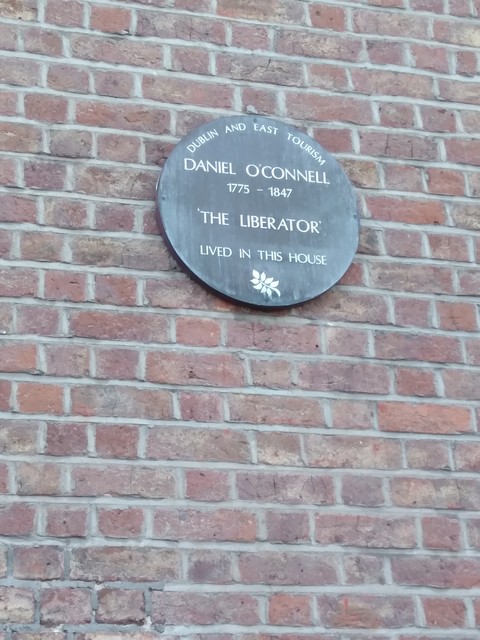 DUBLIN AND EAST TOURISM
DANIEL O'CONNELL
1775 - 1847
'THE LIBERATOR'
LIVED IN THIS HOUSE